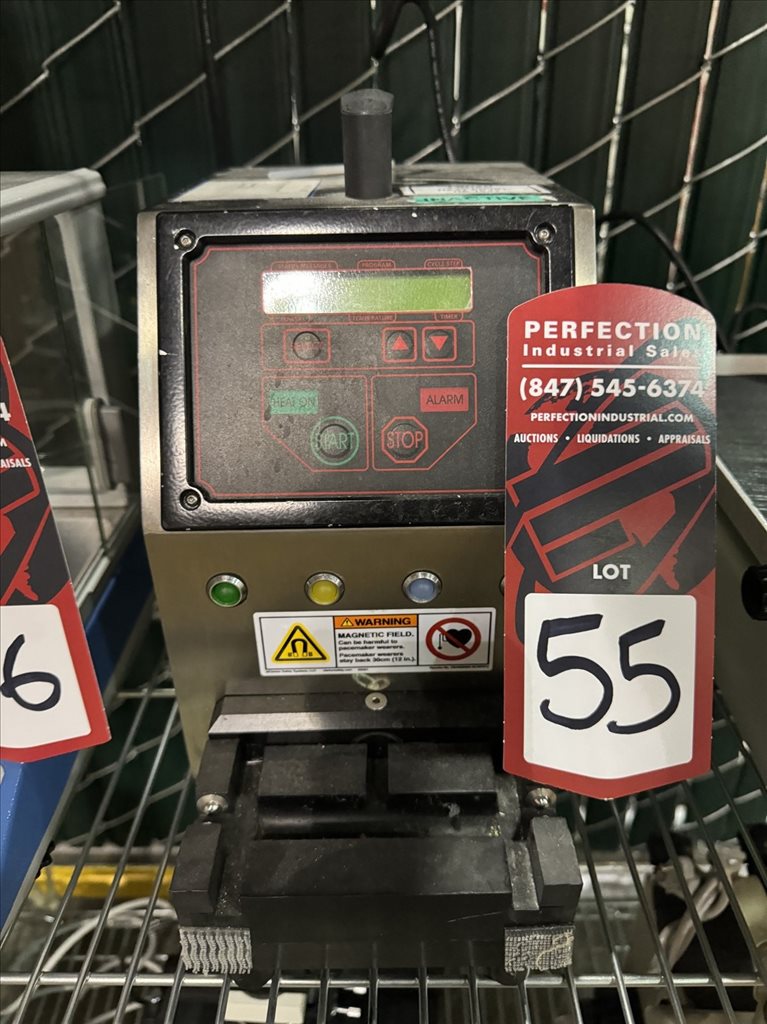 PROGRAM
CYCLE STEP
TEMPERATURE
TIMER
HEAT ON
ALARM
START
STOP
WARNING
MAGNETIC FIELD.
Can be harmful to
pacemaker wearers.
Pacemaker wearers
stay back 30cm (12 in.).
PERFECTION
Industrial Sales
(847) 545-6374
PERFECTIONINDUSTRIAL.COM
AUCTIONS • LIQUIDATIONS • APPRAISALS
LOT
55
4
AISALS
6